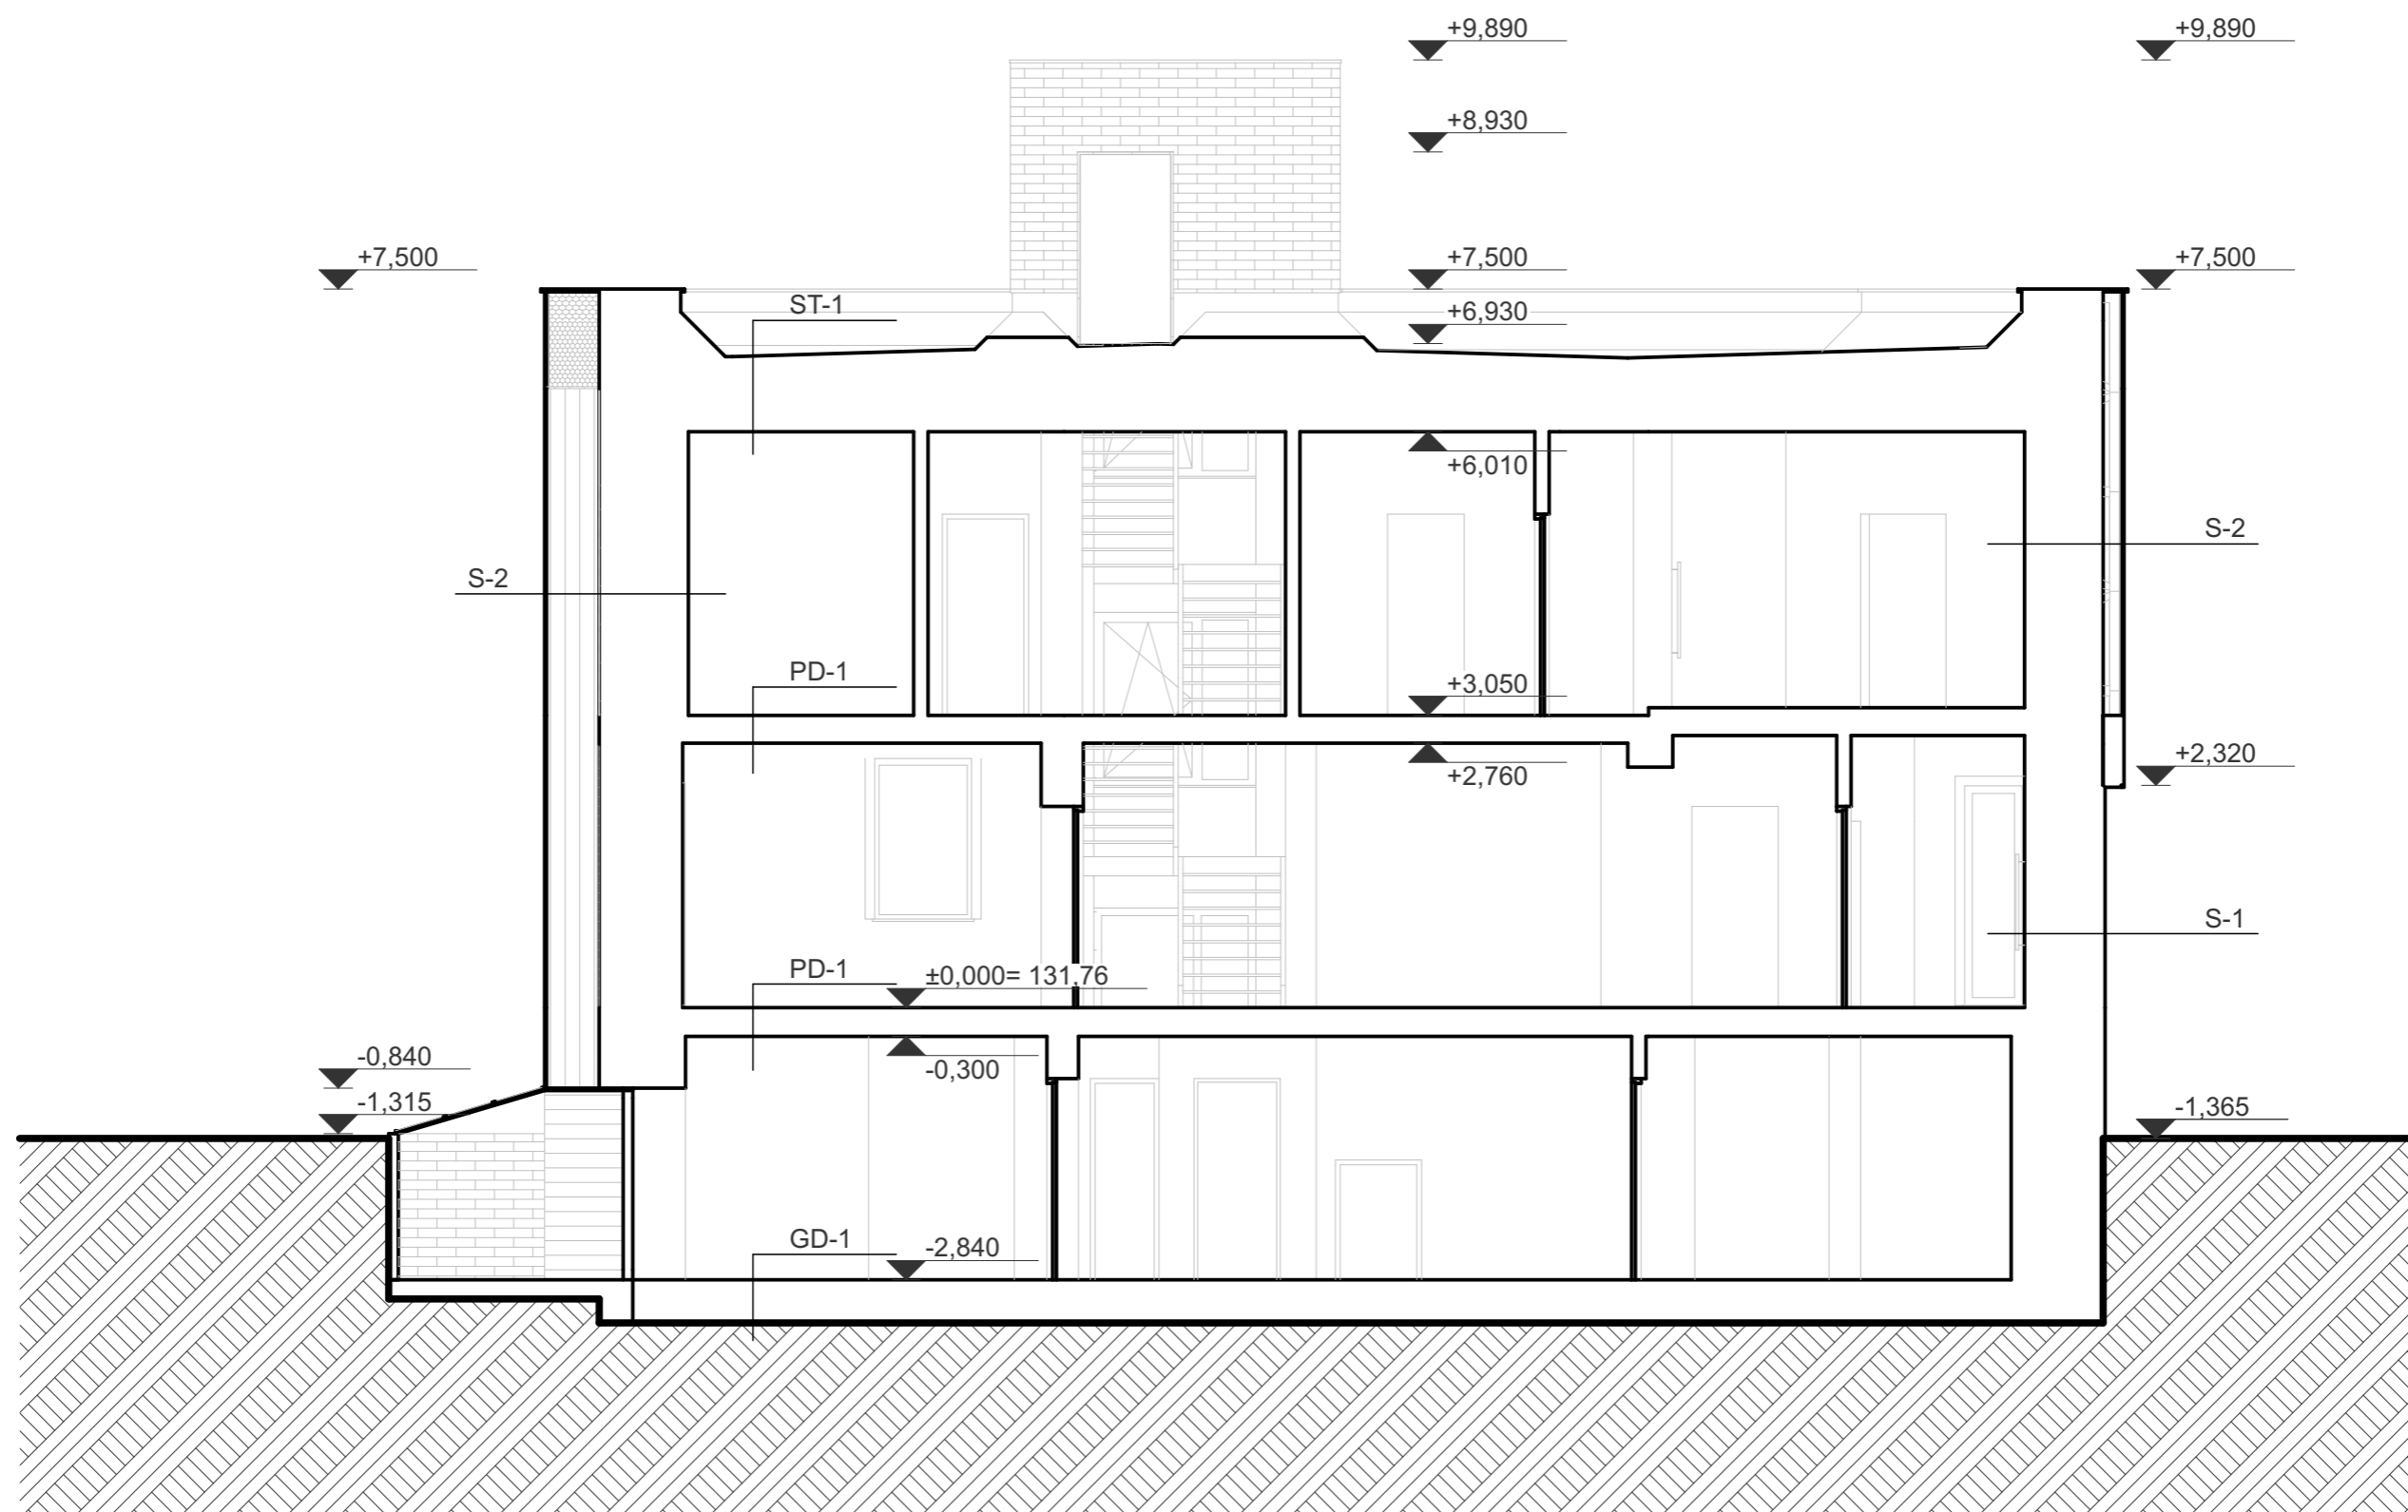 +9,890
+9,890
+8,930
+7,500
+7,500
+7,500
ST-1
+6,930
+6,010
S-2
S-2
PD-1
+3,050
+2,320
+2,760
S-1
PD-1
±0,000= 131,76
-0,840
-0,300
-1,315
-1,365
GD-1
-2,840